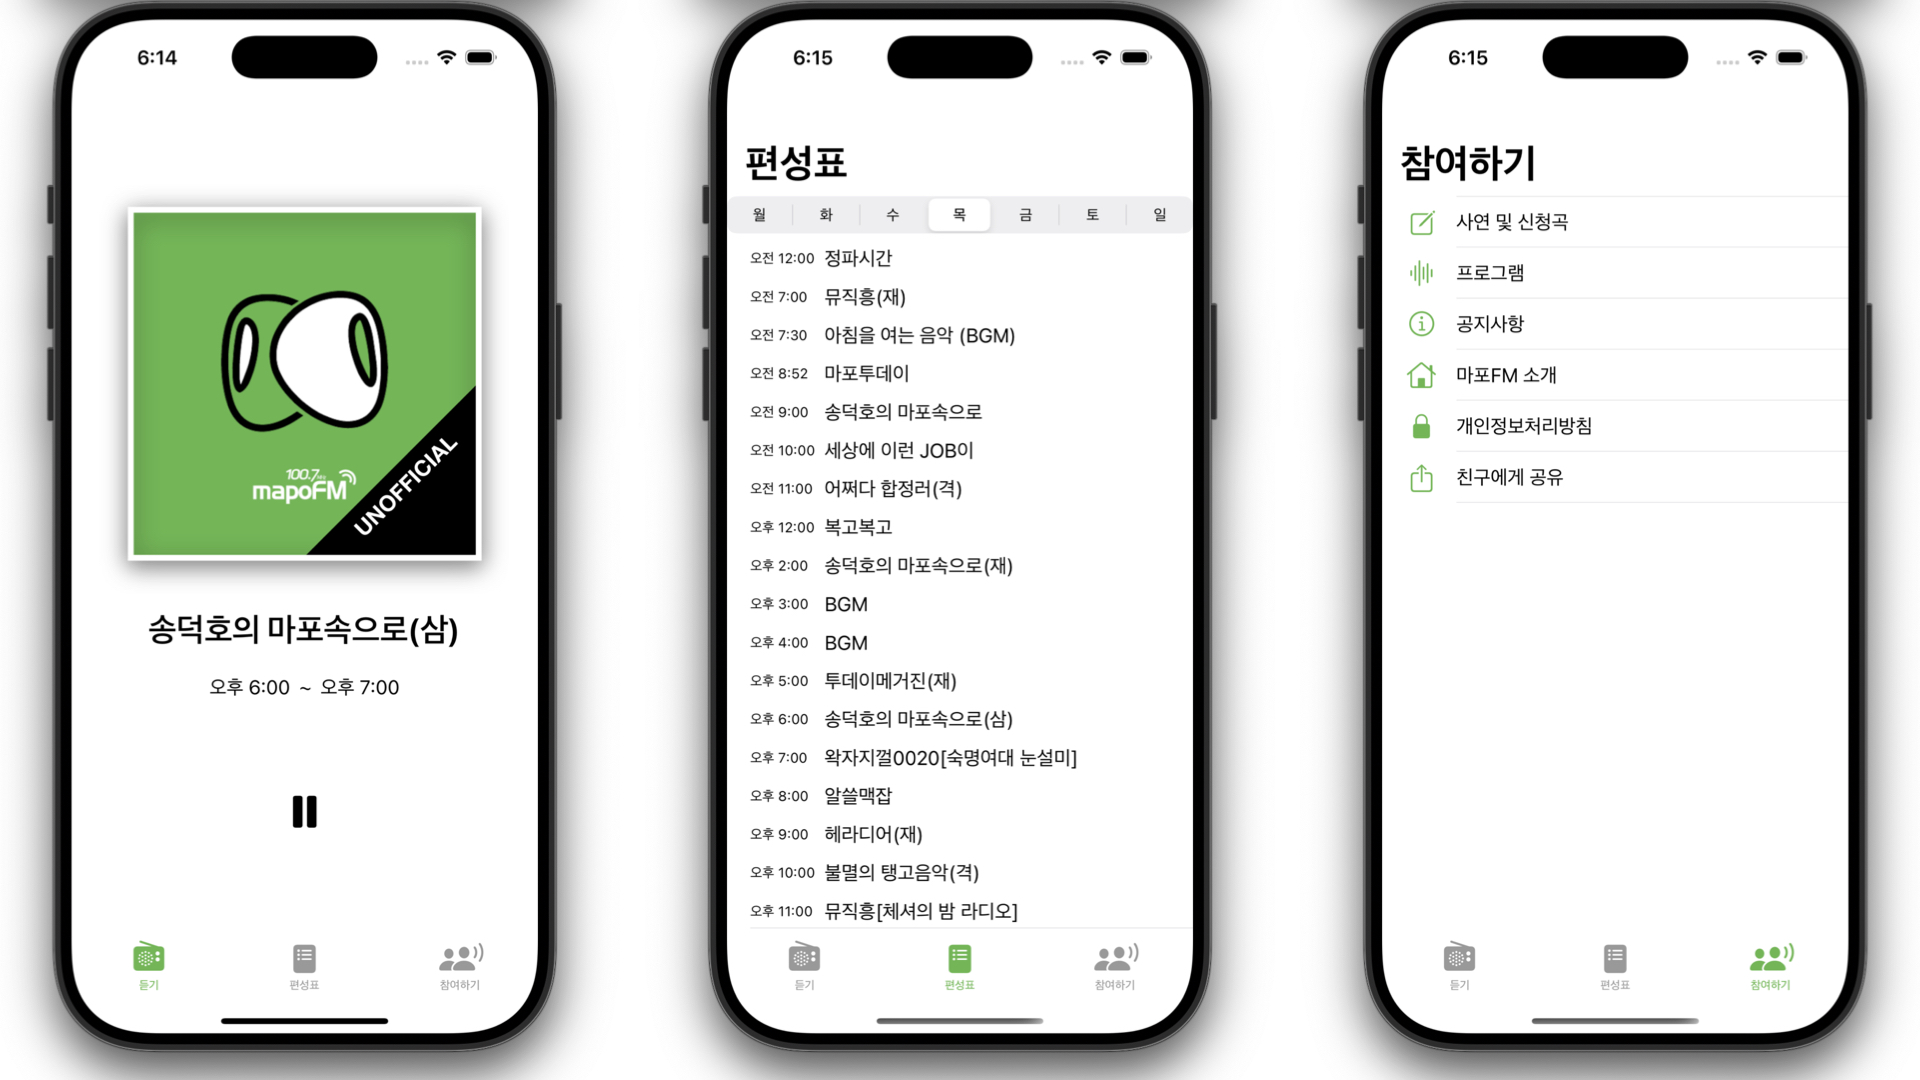 6:14
100.7
mapoFM
UNOFFICIAL
송덕호의 마포속으로(삼)
오후 6:00 ~ 오후 7:00
듣기
편성표
참여하기
6:15
편성표
월 화 수 목 금 토 일
오전 12:00 정파시간
오전 7:00 뮤직흥(재)
오전 7:30 아침을 여는 음악 (BGM)
오전 8:52 마포투데이
오전 9:00 송덕호의 마포속으로
오전 10:00 세상에 이런 JOB이
오전 11:00 어쩌다 합정러(격)
오후 12:00 복고복고
오후 2:00 송덕호의 마포속으로(재)
오후 3:00 BGM
오후 4:00 BGM
오후 5:00 투데이메거진(재)
오후 6:00 송덕호의 마포속으로(삼)
오후 7:00 왁자지껄0020[숙명여대 눈설미]
오후 8:00 알쓸맥잡
오후 9:00 헤라디어(재)
오후 10:00 불멸의 탱고음악(격)
오후 11:00 뮤직흥[체셔의 밤 라디오]
듣기
편성표
참여하기
6:15
참여하기
사연 및 신청곡
프로그램
공지사항
마포FM 소개
개인정보처리방침
친구에게 공유
듣기
편성표
참여하기